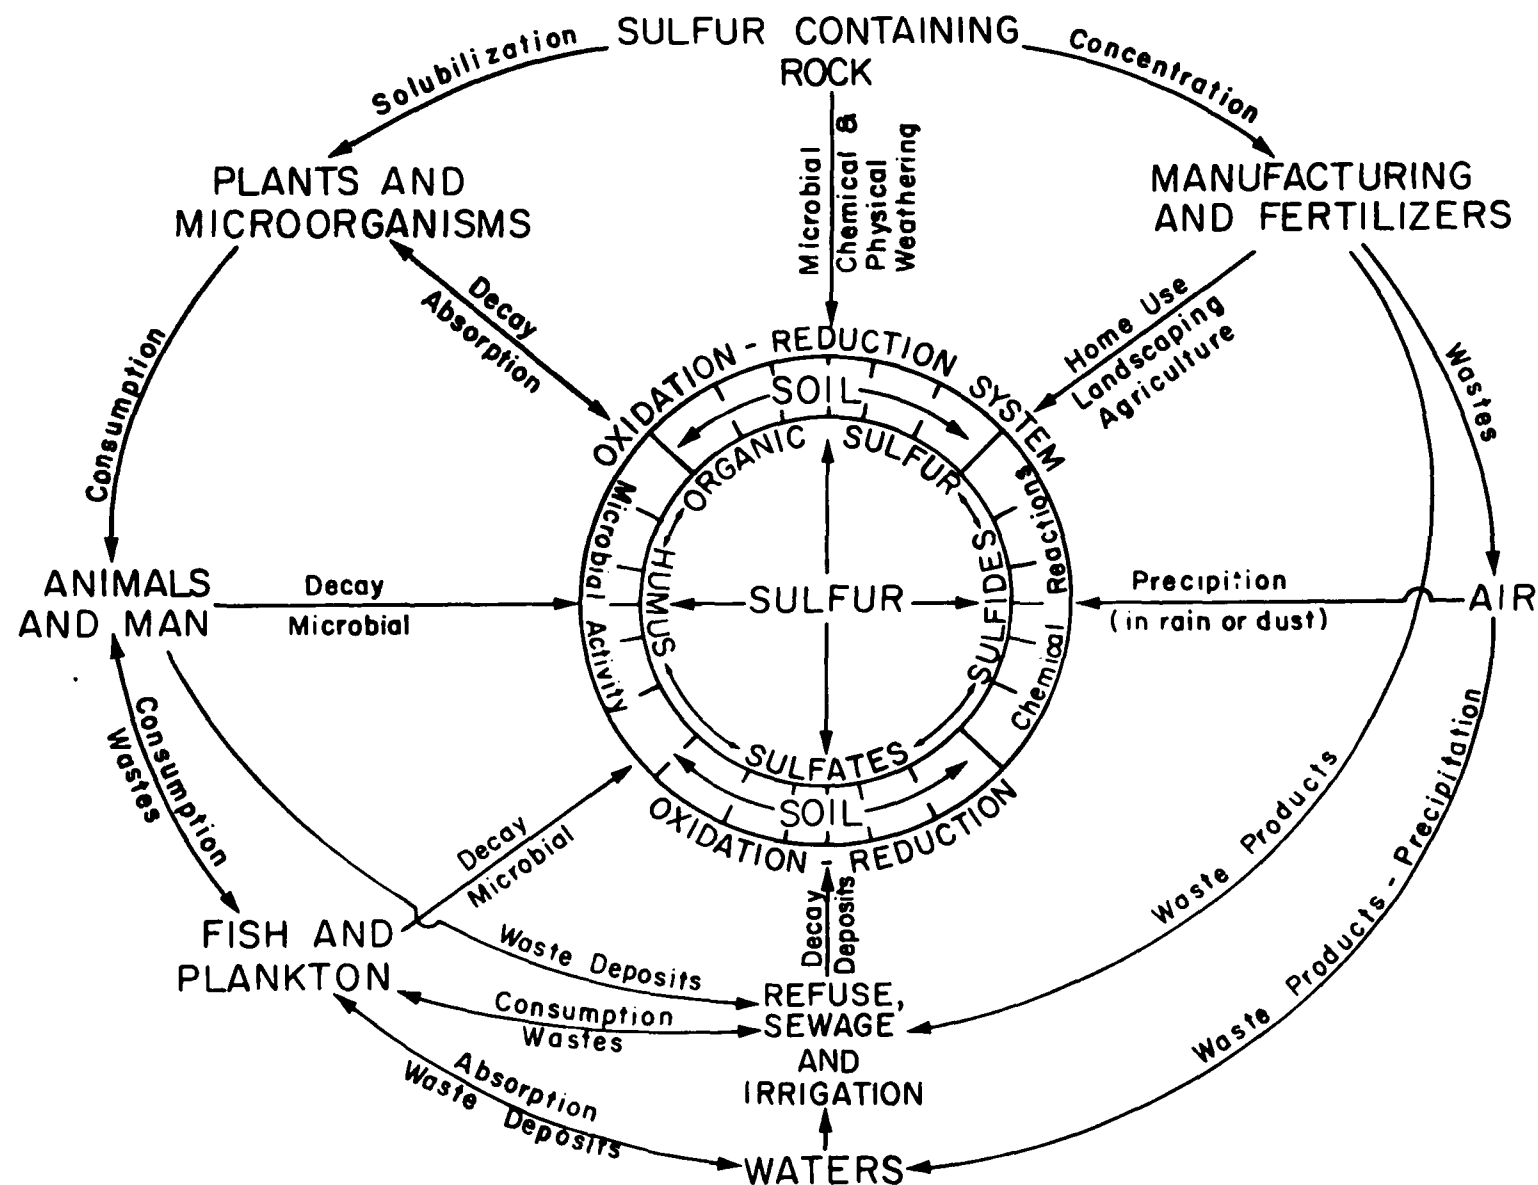 SULFUR CONTAINING
ROCK
Solubilization
Concentration
PLANTS AND
MICROORGANISMS
Microbial
Chemical &
Physical
Weathering
MANUFACTURING
AND FERTILIZERS
Decay
Absorption
Home Use
Landscaping
Agriculture
Consumption
Wastes
OXIDATION - REDUCTION SYSTEM
SOIL
ORGANIC SULFUR
Microbial Activity
HUMUS
SULFUR
SULFIDES
Chemical Reactions
SULFATES
SOIL
OXIDATION - REDUCTION
ANIMALS
AND MAN
Decay
Microbial
Precipition
(in rain or dust)
AIR
Consumption
Wastes
Decay
Microbial
FISH AND
PLANKTON
Waste Deposits
Consumption
Wastes
Absorption
Waste Deposits
Decay
Deposits
REFUSE,
SEWAGE
AND
IRRIGATION
WATERS
Waste Products
Waste Products - Precipitation